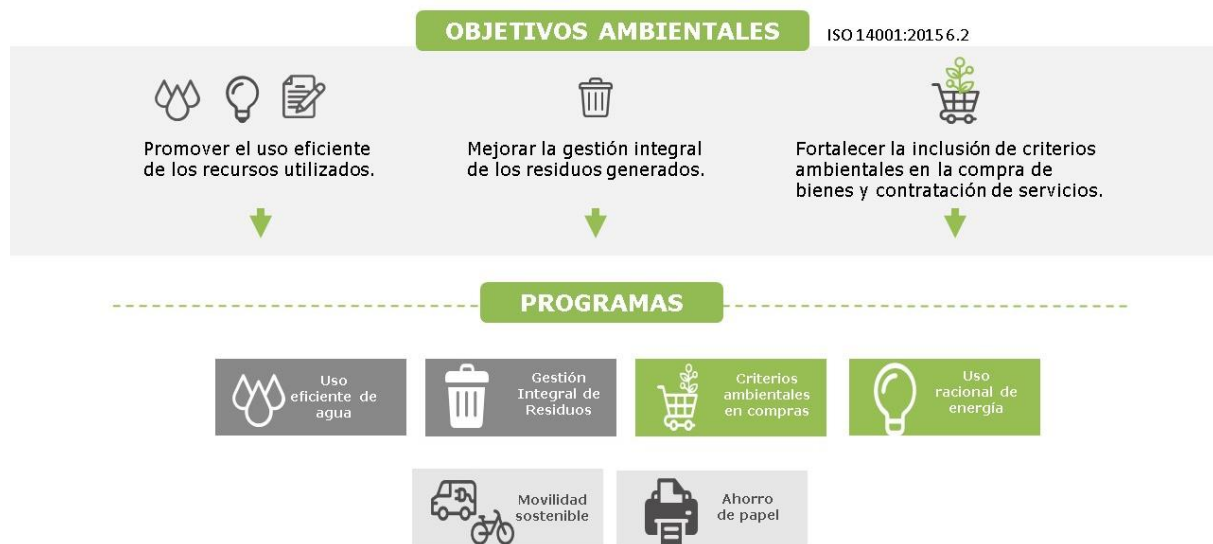 OBJETIVOS AMBIENTALES
ISO 14001:2015 6.2
Promover el uso eficiente
de los recursos utilizados.
Mejorar la gestión integral
de los residuos generados.
Fortalecer la inclusión de criterios
ambientales en la compra de
bienes y contratación de servicios.
PROGRAMAS
Uso
eficiente de
agua
Gestión
Integral de
Residuos
Criterios
ambientales
en compras
Uso
racional de
energía
Movilidad
sostenible
Ahorro
de papel